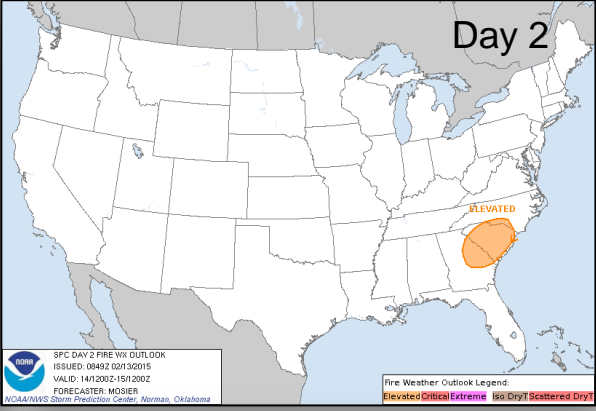 Day 2
ELEVATED
SPC DAY 2 FIRE WX OUTLOOK
ISSUED: 0849Z 02/13/2015
VALID: 14/1200Z-15/1200Z
FORECASTER: MOSIER
NOAA/NWS Storm Prediction Center, Norman, Oklahoma
NOAA
Fire Weather Outlook Legend:
Elevated Critical Extreme Iso DryT Scattered DryT